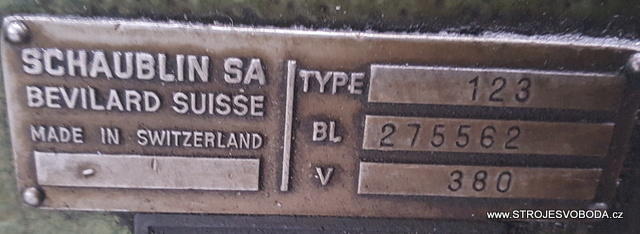 SCHAUBLIN SA
BEVILARD SUISSE
MADE IN SWITZERLAND
TYPE 123
BL 275562
V 380
www.STROJESVOBODA.cz